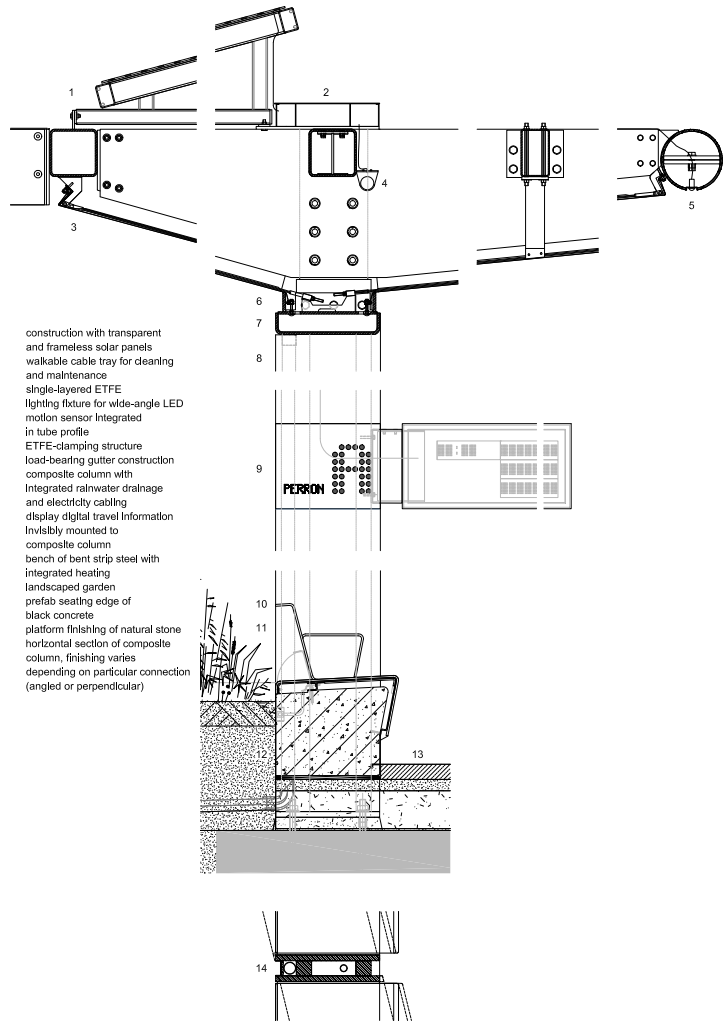 1
2
3
4
5
6
7
8
construction with transparent
and frameless solar panels
walkable cable tray for cleaning
and maintenance
single-layered ETFE
lighting fixture for wide-angle LED
motion sensor integrated
in tube profile
ETFE-clamping structure
load-bearing gutter construction
composite column with
integrated rainwater drainage
and electricity cabling
display digital travel information
invisibly mounted to
composite column
bench of bent strip steel with
integrated heating
landscaped garden
prefab seating edge of
black concrete
platform finishing of natural stone
horizontal section of composite
column, finishing varies
depending on particular connection
(angled or perpendicular)
9
PERRON
A
10
11
12
13
14